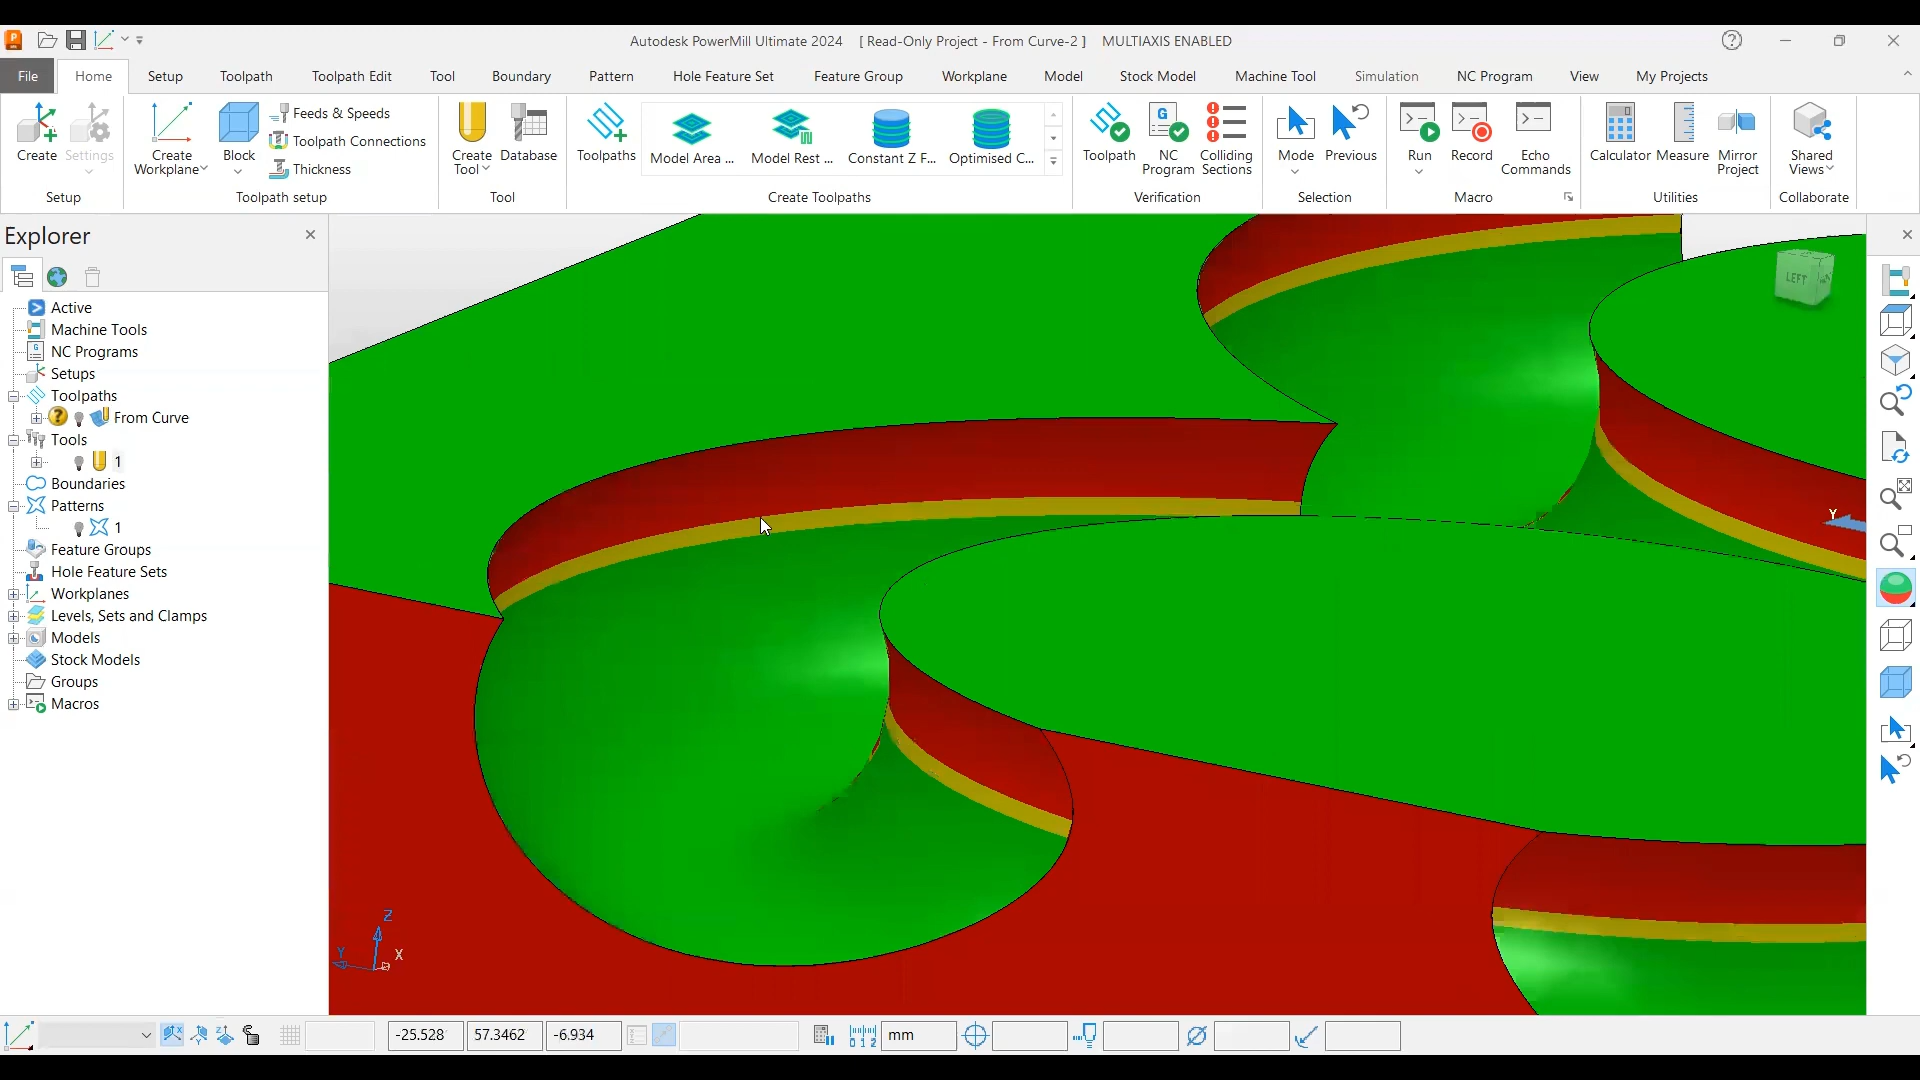 Autodesk PowerMill Ultimate 2024 [ Read-Only Project - From Curve-2 ] MULTIAXIS ENABLED
File Home Setup Toolpath Toolpath Edit Tool Boundary Pattern Hole Feature Set Feature Group Workplane Model Stock Model Machine Tool Simulation NC Program View My Projects
Create
Settings
Setup
Create
Workplane
Block
Feeds & Speeds
Toolpath Connections
Thickness
Toolpath setup
Create
Tool
Database
Tool
Toolpaths
Model Area ...
Model Rest ...
Constant Z F...
Optimised C...
Create Toolpaths
Toolpath
NC
Program
Colliding
Sections
Verification
Mode
Previous
Selection
Run
Record
Echo
Commands
Macro
Calculator
Measure
Mirror
Project
Utilities
Shared
Views
Collaborate
Explorer
Active
Machine Tools
NC Programs
Setups
Toolpaths
From Curve
Tools
1
Boundaries
Patterns
1
Feature Groups
Hole Feature Sets
Workplanes
Levels, Sets and Clamps
Models
Stock Models
Groups
Macros
LEFT
Y
Z
Y
X
-25.528 57.3462 -6.934 mm